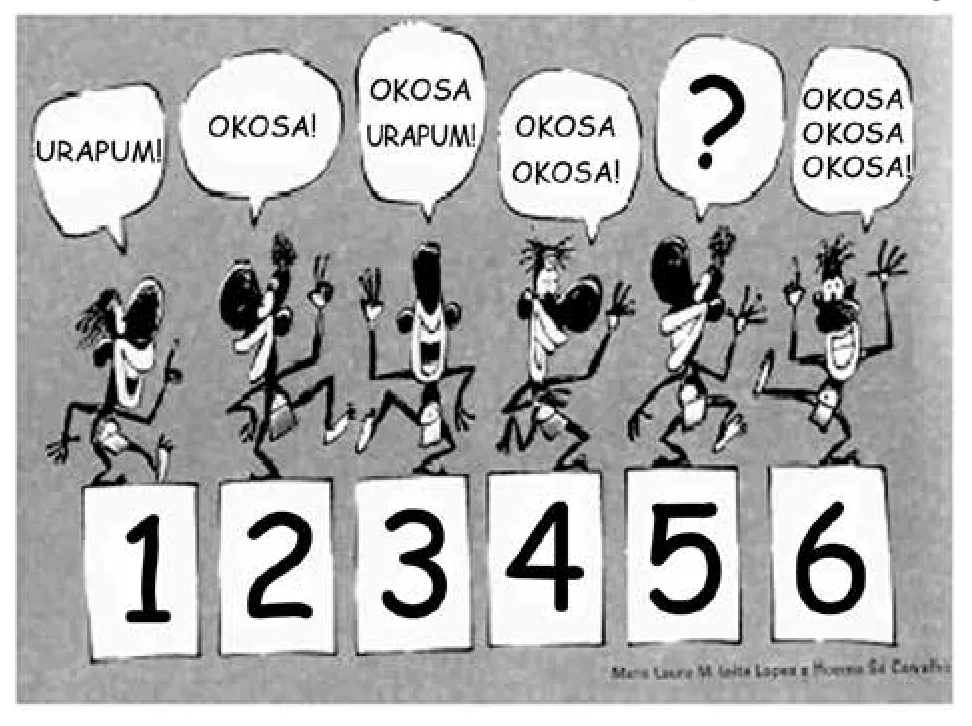 URAPUM!
OKOSA!
OKOSA
URAPUM!
OKOSA
OKOSA!
?
OKOSA
OKOSA
OKOSA!
1
2
3
4
5
6
Maria Laura M. Leite Lopes e Moema Sá Carvalho